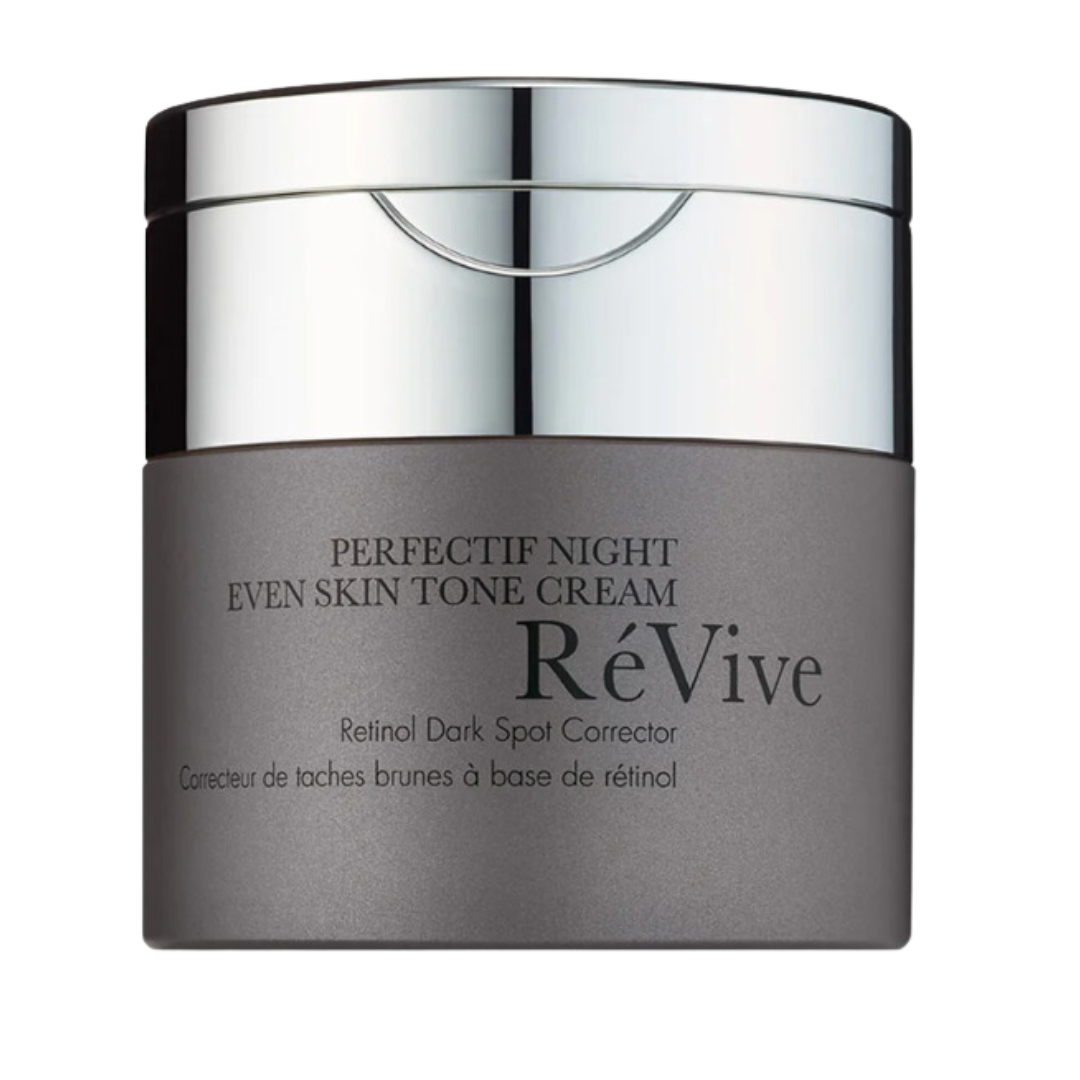 PERFECTIF NIGHT
EVEN SKIN TONE CREAM
RéVive
Retinol Dark Spot Corrector
Correcteur de taches brunes à base de rétinol